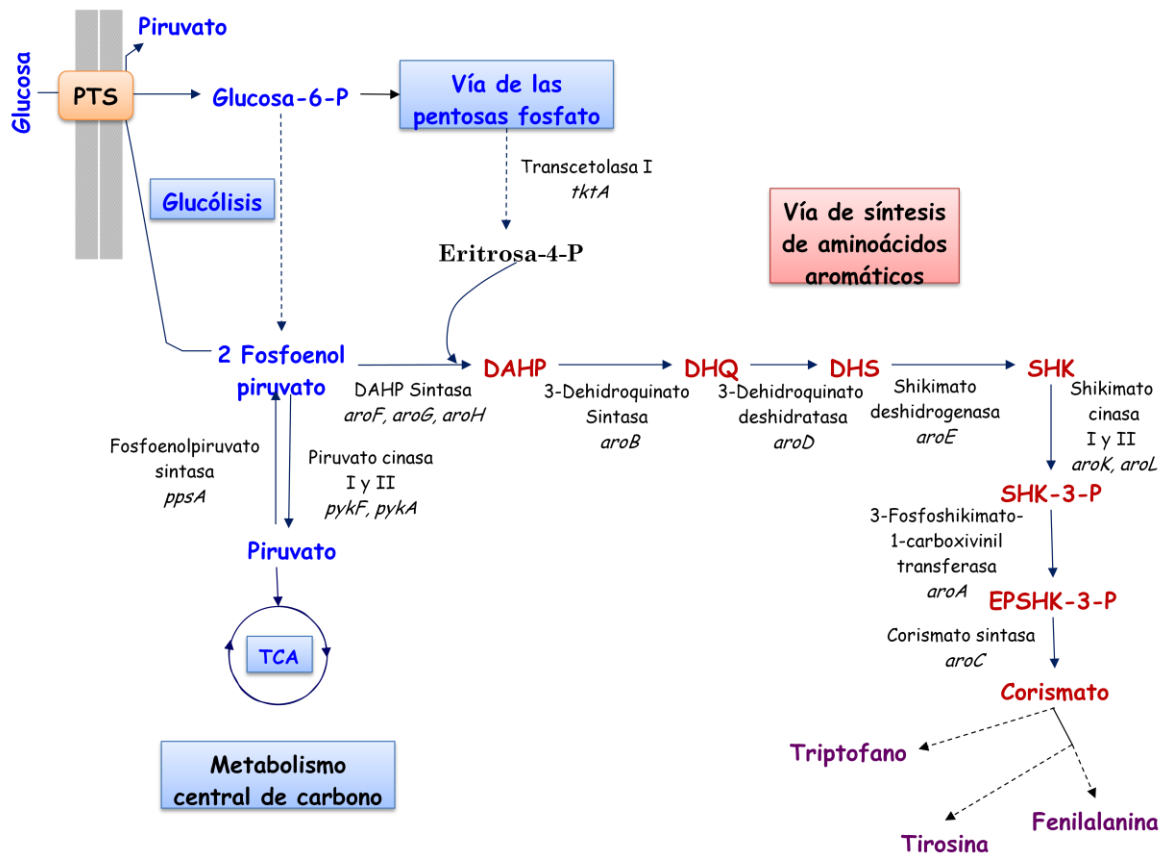 Piruvato
Glucosa
PTS
Glucosa-6-P
Vía de las
pentosas fosfato
Transcetolasa I
tktA
Glucólisis
Vía de síntesis
de aminoácidos
aromáticos
Eritrosa-4-P
2 Fosfoenol
piruvato
DAHP Sintasa
aroF, aroG, aroH
DAHP
3-Dehidroquinato
Sintasa
aroB
DHQ
3-Dehidroquinato
deshidratasa
aroD
DHS
Shikimato
deshidrogenasa
aroE
SHK
Shikimato
cinasa
I y II
aroK, aroL
Fosfoenolpiruvato
sintasa
ppsA
Piruvato cinasa
I y II
pykF, pykA
SHK-3-P
3-Fosfoshikimato-
1-carboxivinil
transferasa
aroA
Piruvato
EPSHK-3-P
TCA
Corismato sintasa
aroC
Corismato
Metabolismo
central de carbono
Triptofano
Tirosina
Fenilalanina